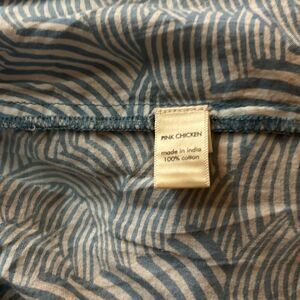 PINK CHICKEN
made in india
100% cotton